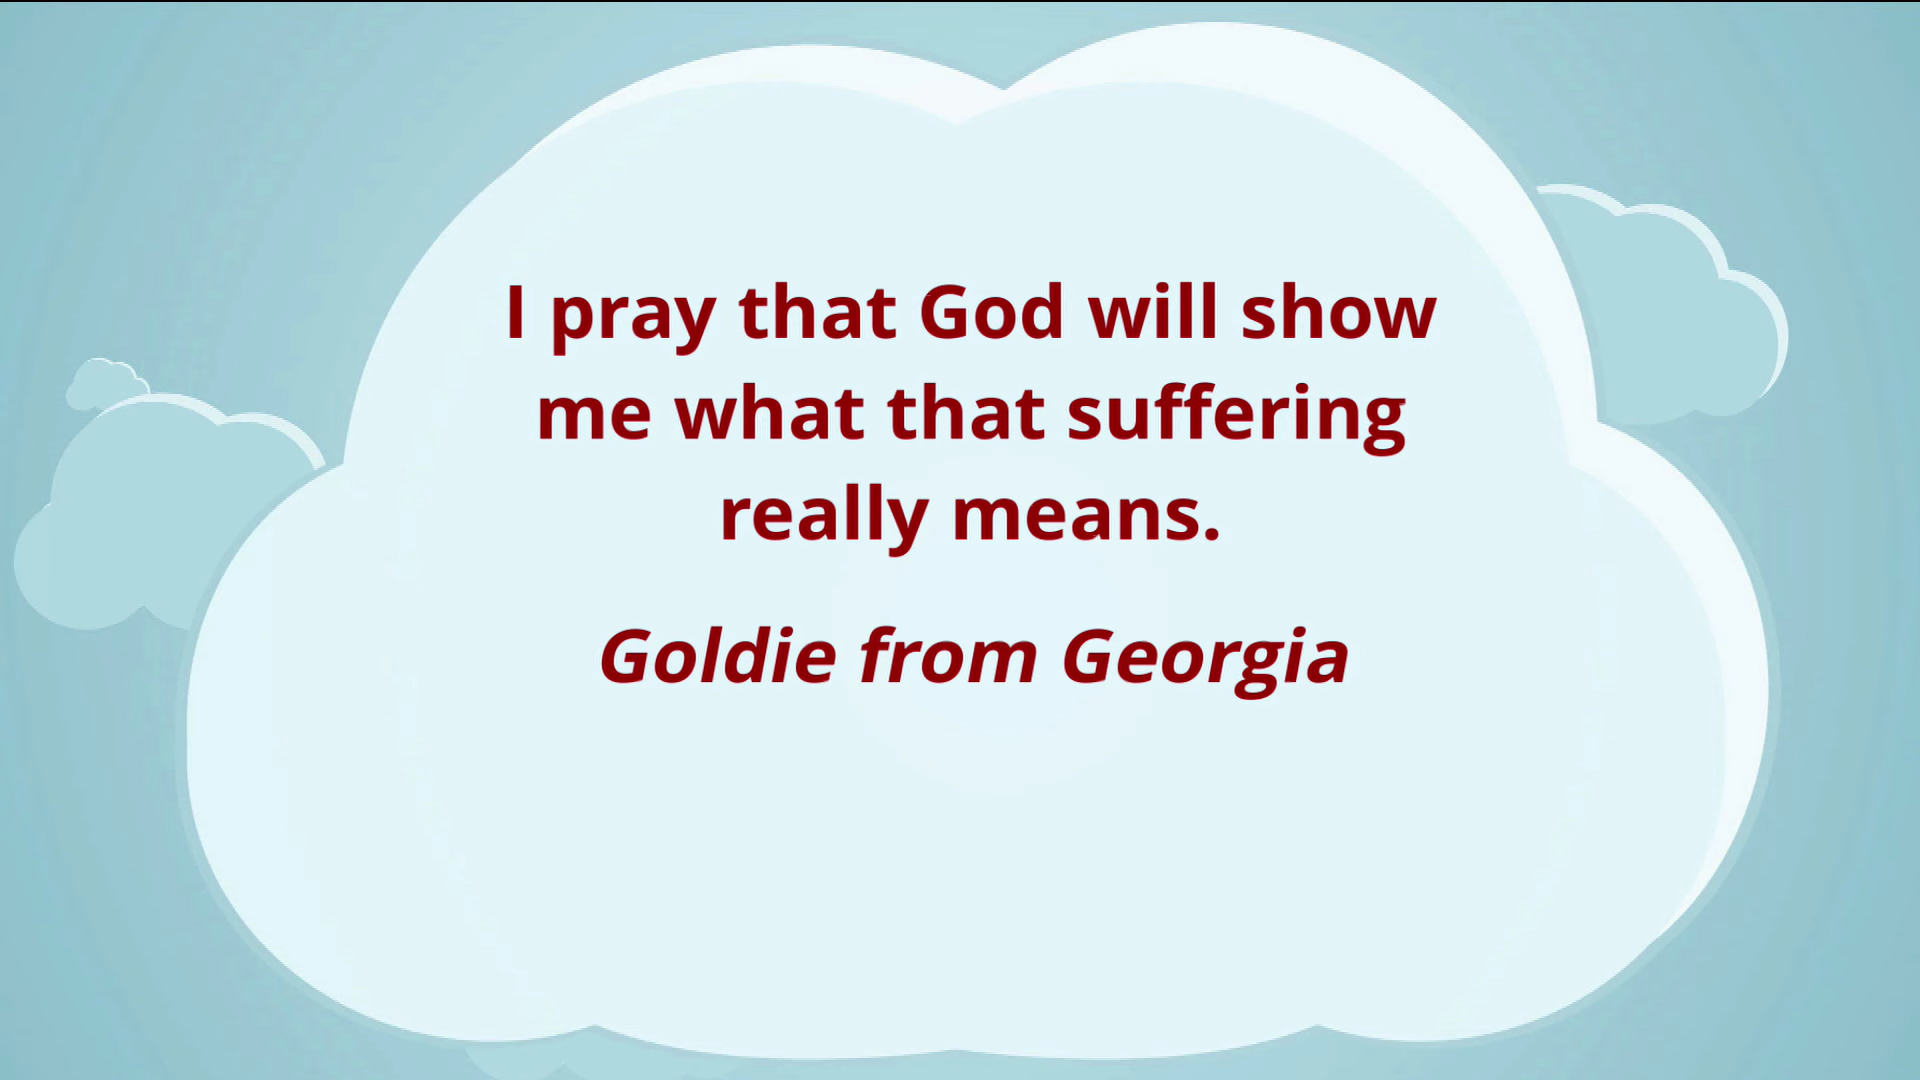 I pray that God will show
me what that suffering
really means.
Goldie from Georgia